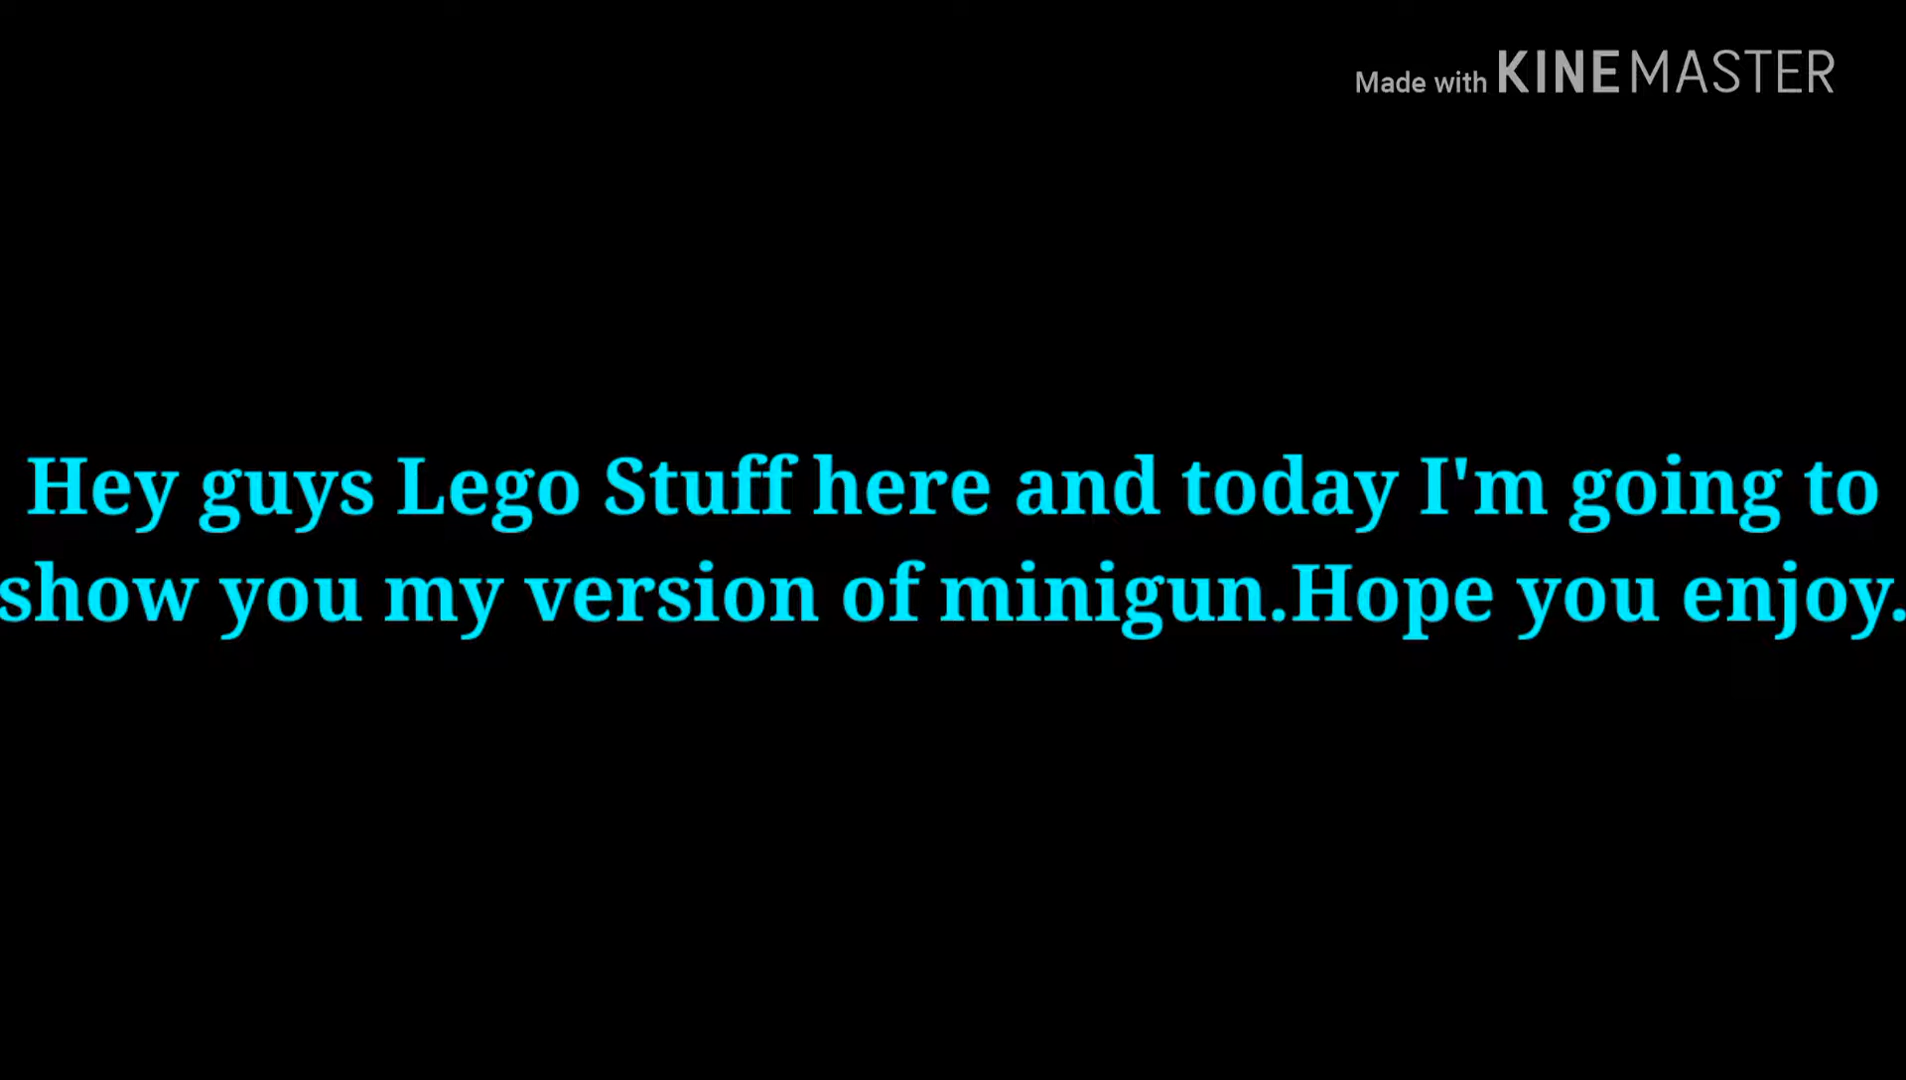 Made with KINEMASTER
Hey guys Lego Stuff here and today I'm going to
show you my version of minigun.Hope you enjoy.